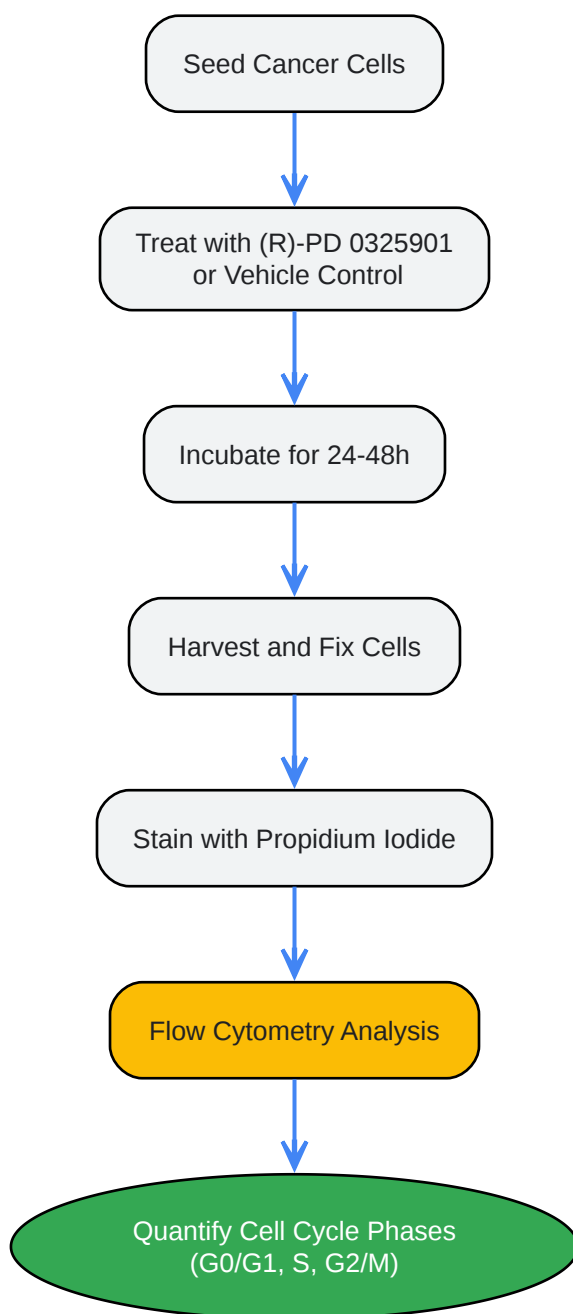 Seed Cancer Cells
Treat with (R)-PD 0325901
or Vehicle Control
Incubate for 24-48h
Harvest and Fix Cells
Stain with Propidium Iodide
Flow Cytometry Analysis
Quantify Cell Cycle Phases
(G0/G1, S, G2/M)